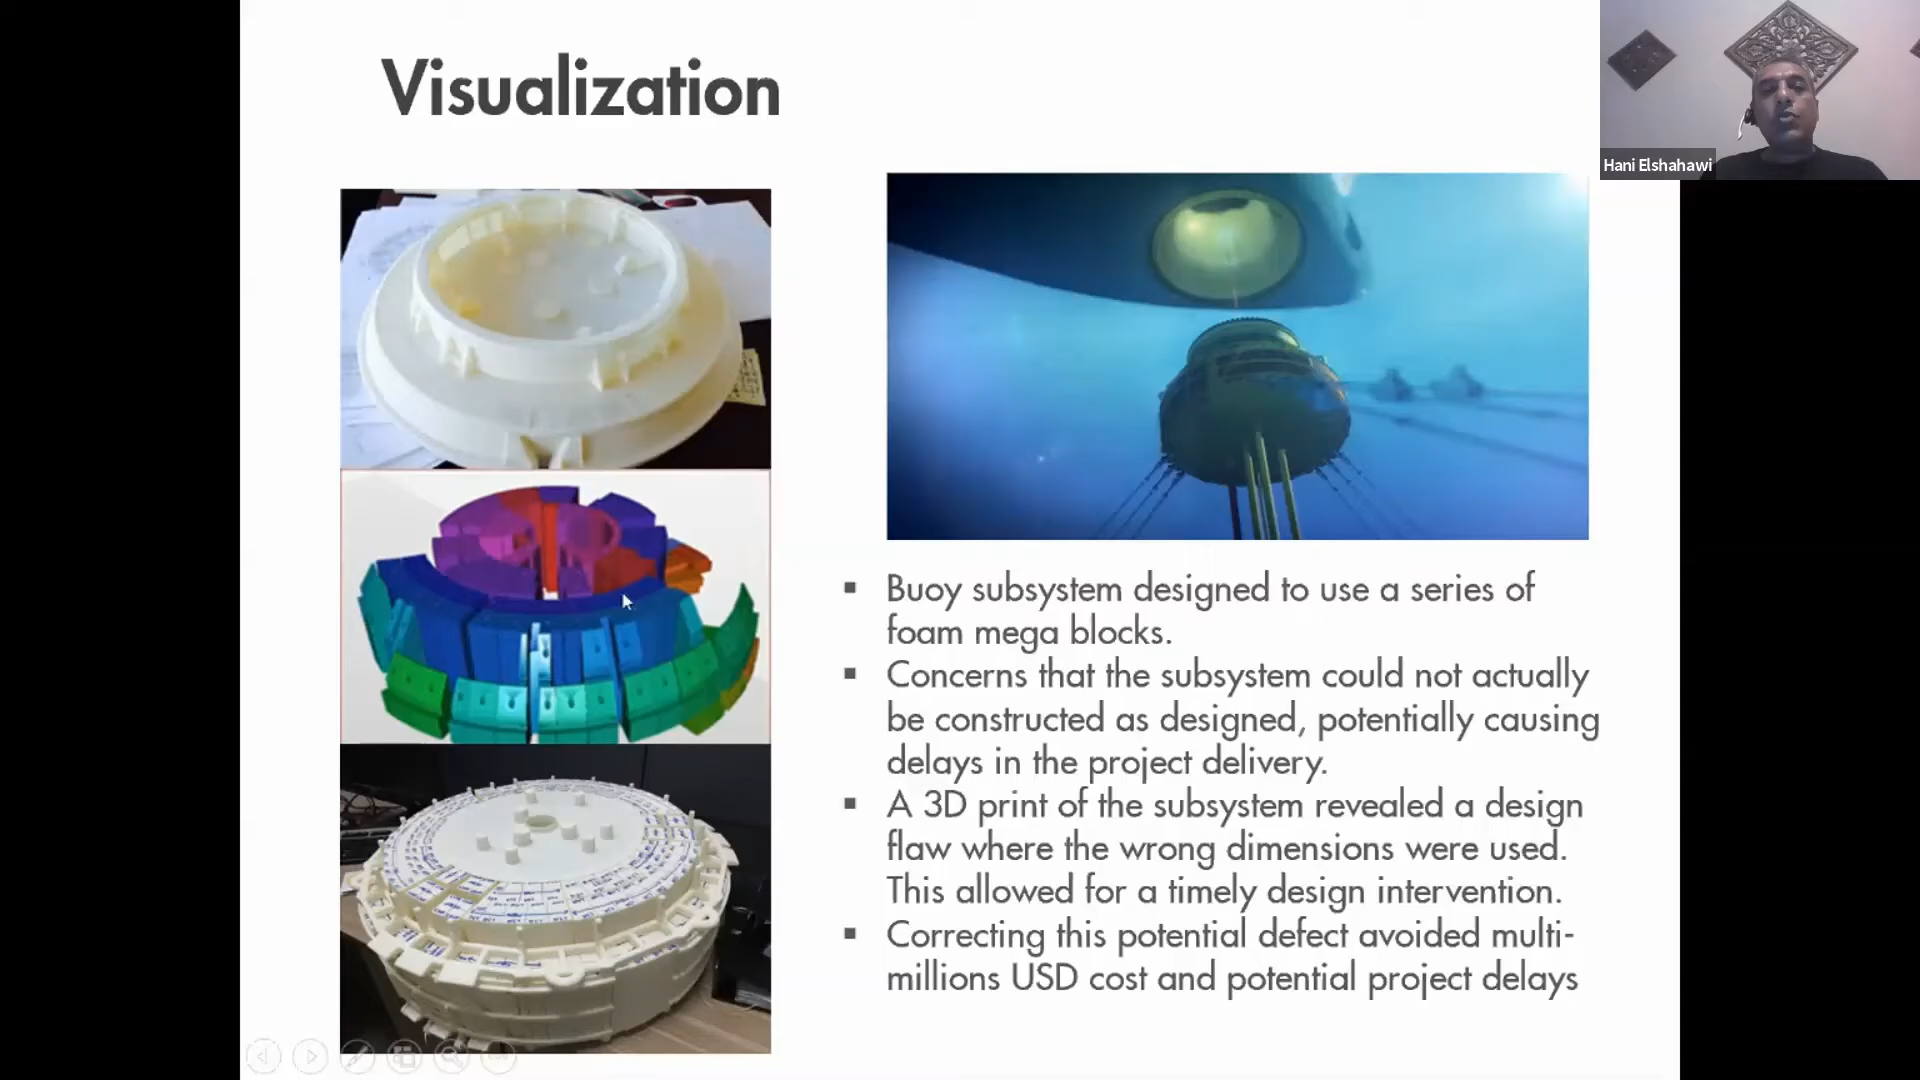 Visualization
Hani Elshahawi
▪ Buoy subsystem designed to use a series of
foam mega blocks.
▪ Concerns that the subsystem could not actually
be constructed as designed, potentially causing
delays in the project delivery.
▪ A 3D print of the subsystem revealed a design
flaw where the wrong dimensions were used.
This allowed for a timely design intervention.
▪ Correcting this potential defect avoided multi-
millions USD cost and potential project delays